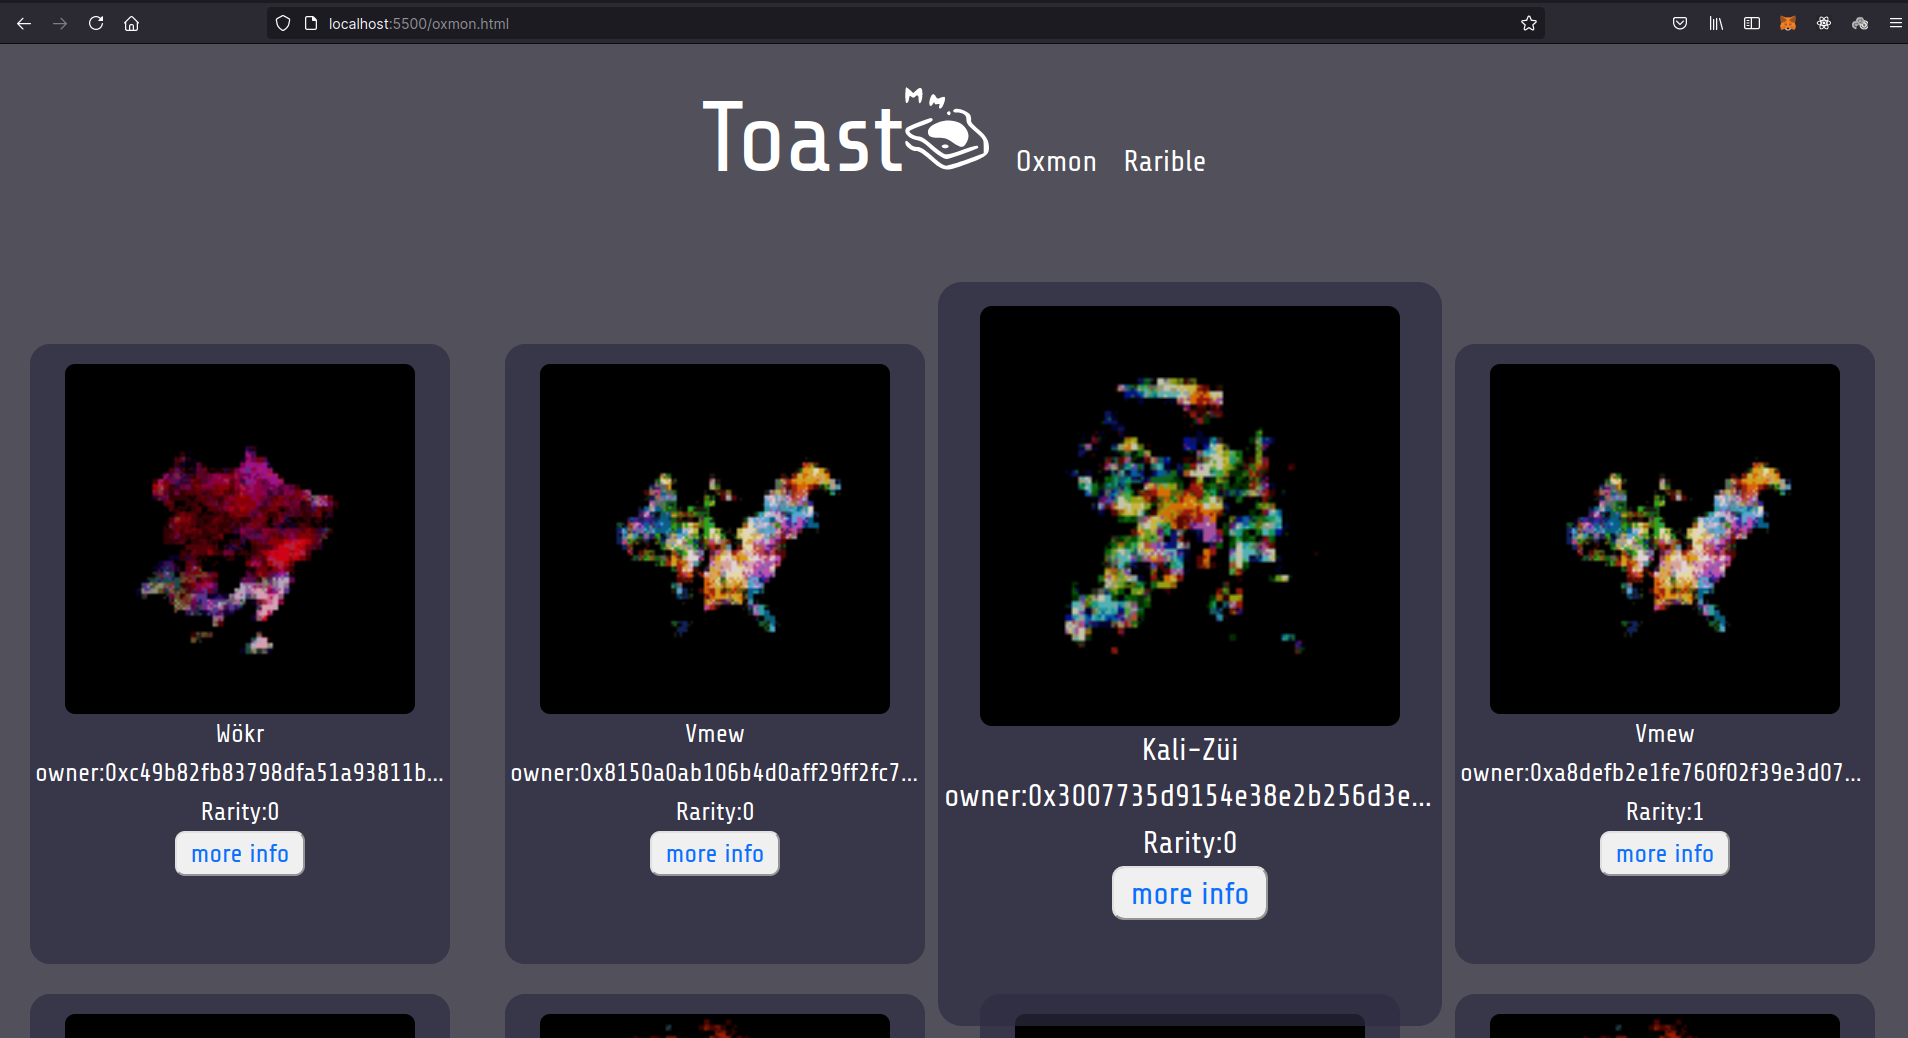 localhost:5500/oxmon.html
Toast
Oxmon Rarible
Wökr
owner:0xc49b82fb83798dfa51a93811b...
Rarity:0
more info
Vmew
owner:0x8150a0ab106b4d0aff29ff2fc7...
Rarity:0
more info
Kali-Züi
owner:0x3007735d9154e38e2b256d3e...
Rarity:0
more info
Vmew
owner:0xa8defb2e1fe760f02f39e3d07...
Rarity:1
more info